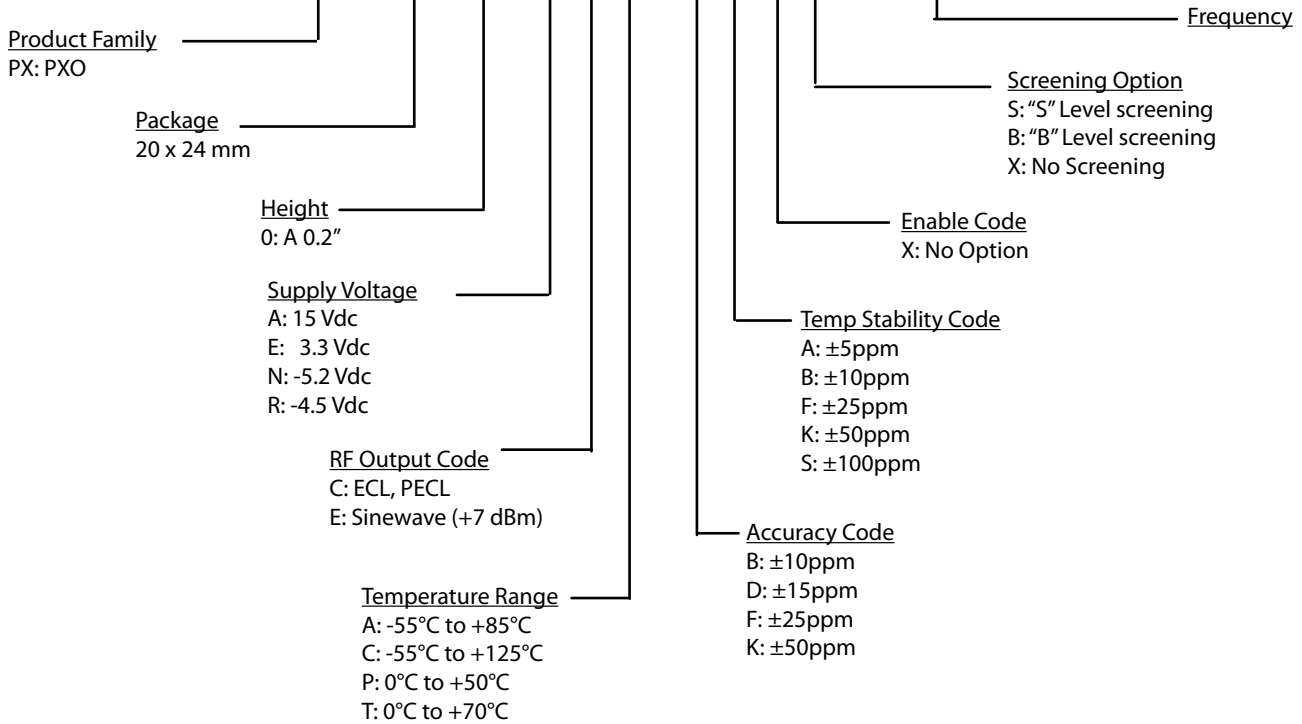 Product Family
PX: PXO
Package
20 x 24 mm
Height
0: A 0.2”
Supply Voltage
A: 15 Vdc
E: 3.3 Vdc
N: -5.2 Vdc
R: -4.5 Vdc
RF Output Code
C: ECL, PECL
E: Sinewave (+7 dBm)
Temperature Range
A: -55°C to +85°C
C: -55°C to +125°C
P: 0°C to +50°C
T: 0°C to +70°C
Frequency
Screening Option
S: “S” Level screening
B: “B” Level screening
X: No Screening
Enable Code
X: No Option
Temp Stability Code
A: ±5ppm
B: ±10ppm
F: ±25ppm
K: ±50ppm
S: ±100ppm
Accuracy Code
B: ±10ppm
D: ±15ppm
F: ±25ppm
K: ±50ppm